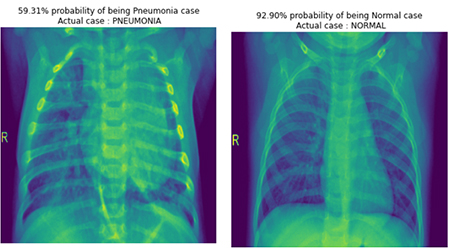 59.31% probability of being Pneumonia case
Actual case : PNEUMONIA
R
92.90% probability of being Normal case
Actual case : NORMAL
R